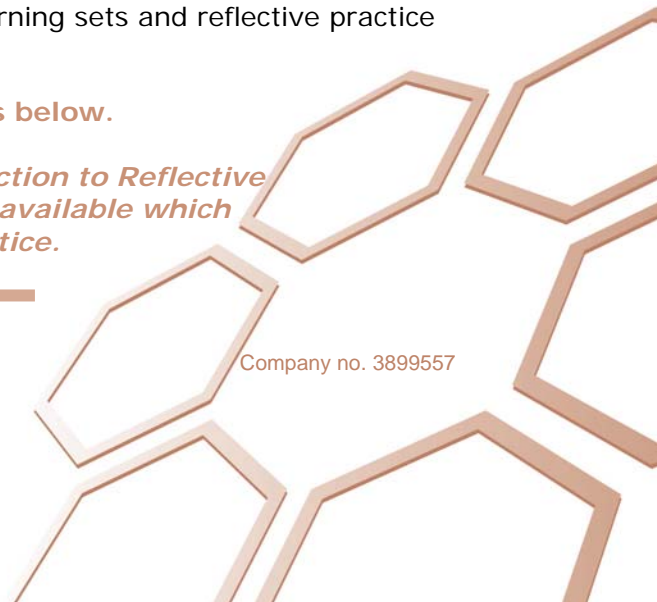 rning sets and reflective practice
s below.
ction to Reflective
available which
tice.
Company no. 3899557